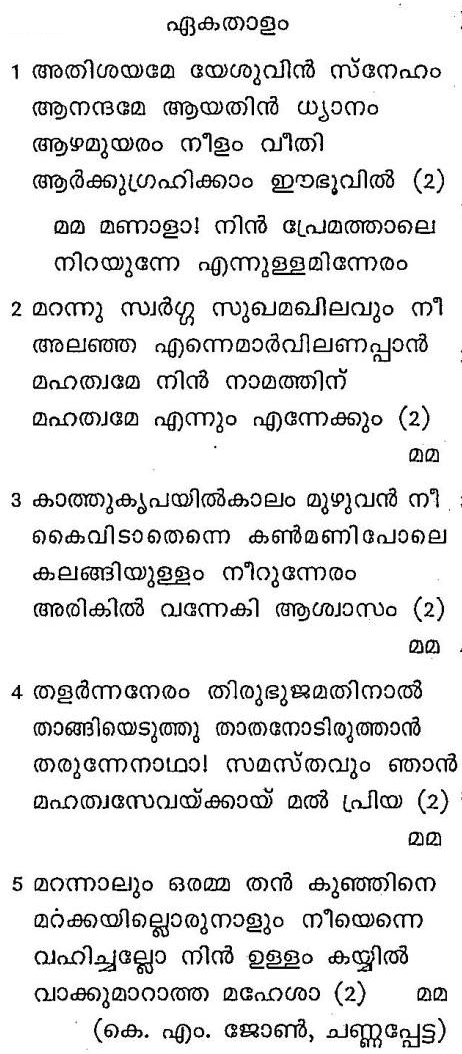 ഏകതാളം
1 അതിശയമേ യേശുവിൻ സ്നേഹം
ആനന്ദമേ ആയതിൻ ധ്യാനം
ആഴമുയരം നീളം വീതി
ആർക്കുഗ്രഹിക്കാം ഈഭൂവിൽ (2)
മമ മണാളാ! നിൻ പ്രേമത്താലെ
നിറയുന്നേ എന്നുള്ളമിന്നേരം
2 മറന്നു സ്വർഗ്ഗ സുഖമഖിലവും നീ
അലഞ്ഞ എന്നെമാർവിലണപ്പാൻ
മഹത്വമേ നിൻ നാമത്തിന്
മഹത്വമേ എന്നും എന്നേക്കും (2)
മമ
3 കാത്തുകൃപയിൽകാലം മുഴുവൻ നീ
കൈവിടാതെന്നെ കൺമണിപോലെ
കലങ്ങിയുള്ളം നീറുന്നേരം
അരികിൽ വന്നേകി ആശ്വാസം (2)
മമ
4 തളർന്നനേരം തിരുഭുജമതിനാൽ
താങ്ങിയെടുത്തു താതനോടിരുത്താൻ
തരുന്നേനാഥാ! സമസ്തവും ഞാൻ
മഹത്വസേവയ്ക്കായ് മൽ പ്രിയ (2)
മമ
5 മറന്നാലും ഒരമ്മ തൻ കുഞ്ഞിനെ
മറക്കയില്ലൊരുനാളും നീയെന്നെ
വഹിച്ചല്ലോ നിൻ ഉള്ളം കയ്യിൽ
വാക്കുമാറാത്ത മഹേശാ (2) മമ
(കെ. എം. ജോൺ, ചണ്ണപ്പേട്ട)